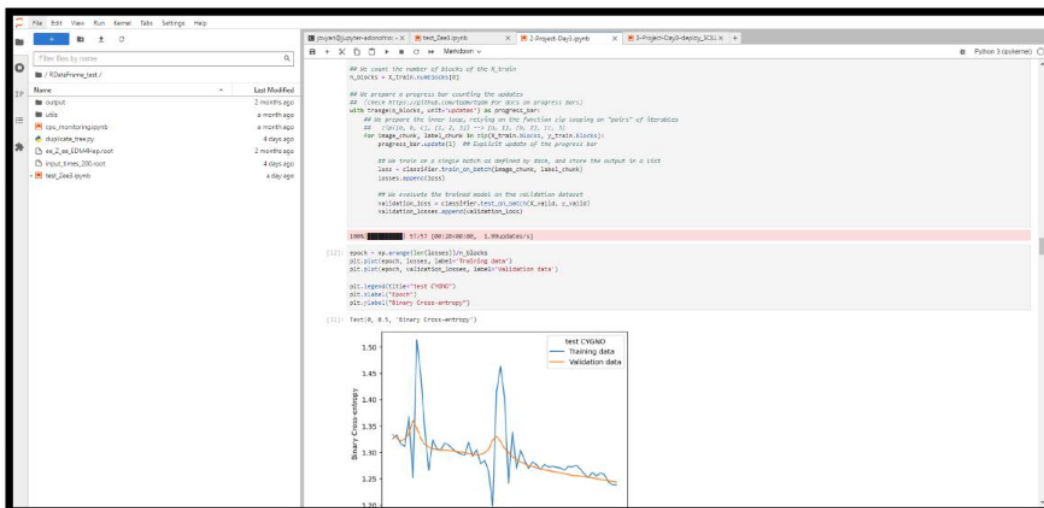 File Edit View Run Kernel Tabs Settings Help
Filter files by name
/ RDataFrame_test /
Name Last Modified
output 2 months ago
utils a month ago
cpu_monitoring.ipynb a month ago
duplicate_tree.py 4 days ago
ee_Z_ee_EDM4Hep.root 2 months ago
input_times_200.root 4 days ago
test_Zee3.ipynb a day ago
test_Zee3.ipynb
2-Project-Day3.ipynb
Markdown
Python 3 (ipykernel)
## We count the number of blocks of the X_train
n_blocks = X_train.numblocks[0]
## We prepare a progress bar counting the updates
## (Check https://github.com/tqdm/tqdm for docs on progress bars)
with trange(n_blocks, unit='updates') as progress_bar:
## We prepare the inner loop, relying on the function zip looping on "pairs" of iterables
for image_chunk, label_chunk in zip(X_train.blocks, y_train.blocks):
progress_bar.update(1) ## Explicit update of the progress bar
## We train on a single batch as defined by dask, and store the output in a list
loss = classifier.train_on_batch(image_chunk, label_chunk)
losses.append(loss)
## We evaluate the trained model on the validation dataset
validation_loss = classifier.test_on_batch(X_valid, y_valid)
validation_losses.append(validation_loss)
100% 57/57 [00:28<00:00, 1.99updates/s]
epoch = np.arange(len(losses))/n_blocks
plt.plot(epoch, losses, label='Training data')
plt.plot(epoch, validation_losses, label='Validation data')
plt.legend(title="test CYGNO")
plt.xlabel("Epoch")
plt.ylabel("Binary Cross-entropy")
Text(0, 0.5, 'Binary Cross-entropy')
test CYGNO
Training data
Validation data
1.50
1.45
1.40
1.35
1.30
1.25
1.20
Binary Cross-entropy